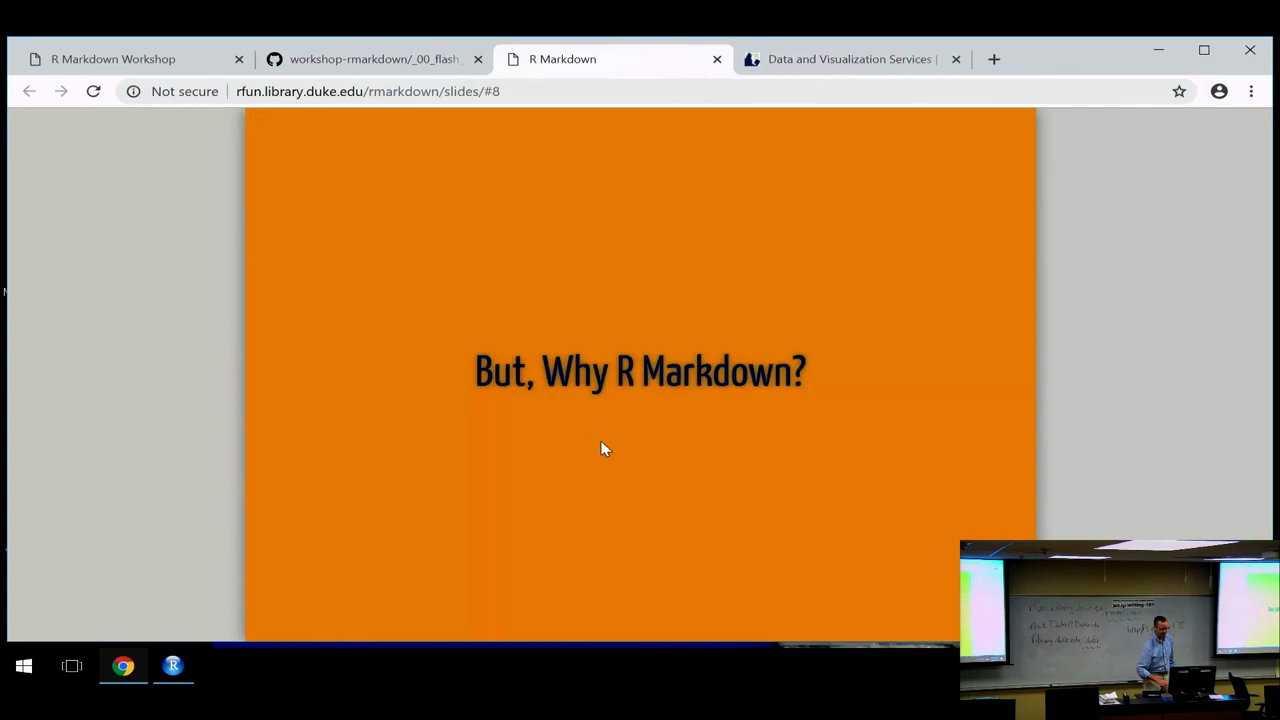 R Markdown Workshop
workshop-rmarkdown/_00_flash_
R Markdown
Data and Visualization Services |
Not secure
rfun.library.duke.edu/rmarkdown/slides/#8
But, Why R Markdown?